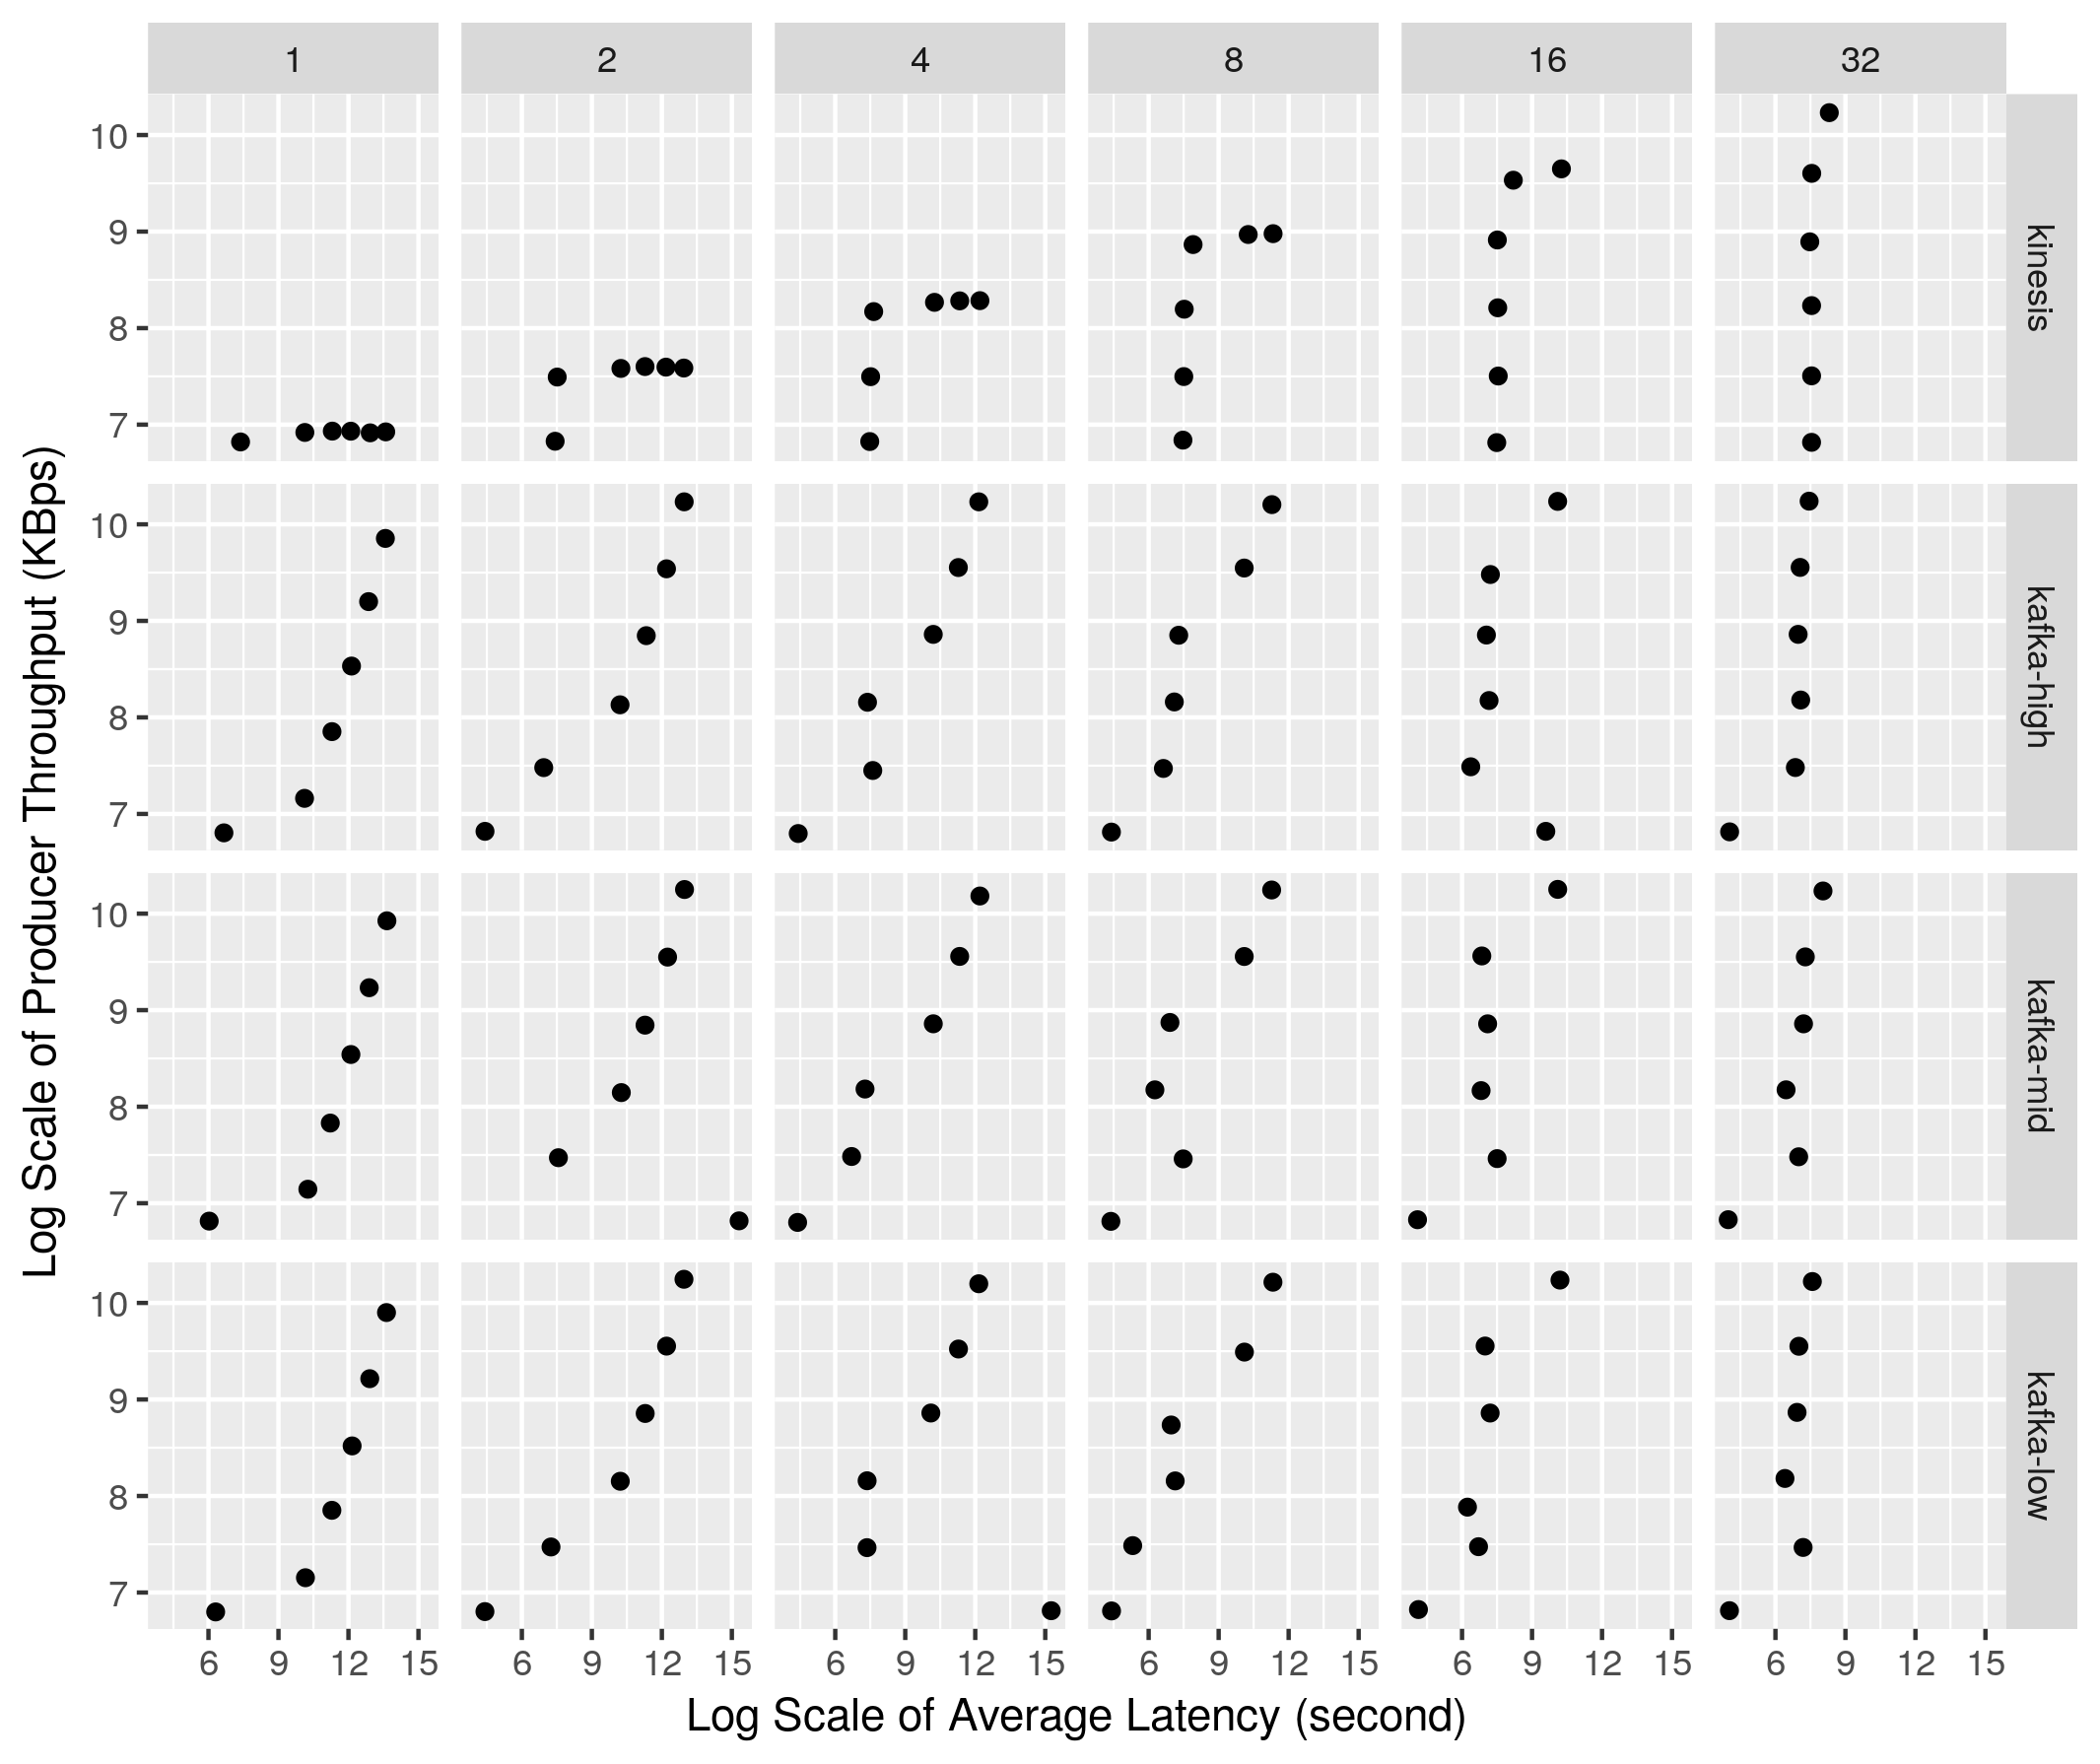 1 2 4 8 16 32
10
9
8
7
kinesis
10
9
8
7
kafka-high
10
9
8
7
kafka-mid
10
9
8
7
kafka-low
Log Scale of Producer Throughput (KBps)
6 9 12 15 6 9 12 15 6 9 12 15 6 9 12 15 6 9 12 15 6 9 12 15
Log Scale of Average Latency (second)